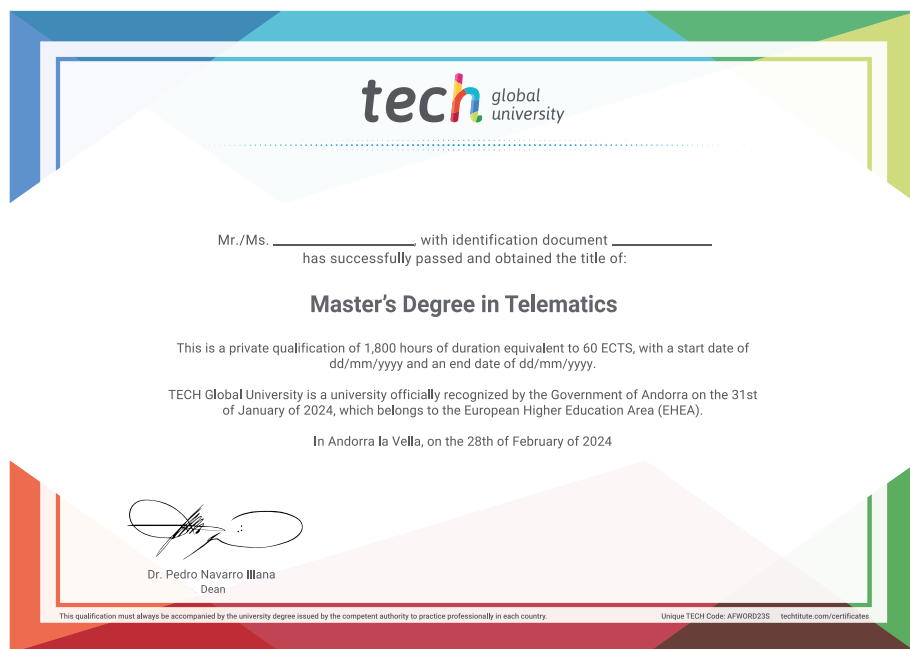 tech global university
Mr./Ms. ____________, with identification document ____________
has successfully passed and obtained the title of:
Master’s Degree in Telematics
This is a private qualification of 1,800 hours of duration equivalent to 60 ECTS, with a start date of
dd/mm/yyyy and an end date of dd/mm/yyyy.
TECH Global University is a university officially recognized by the Government of Andorra on the 31st
of January of 2024, which belongs to the European Higher Education Area (EHEA).
In Andorra la Vella, on the 28th of February of 2024
Dr. Pedro Navarro Illana
Dean
This qualification must always be accompanied by the university degree issued by the competent authority to practice professionally in each country. Unique TECH Code: AFWORD23S techtitute.com/certificates